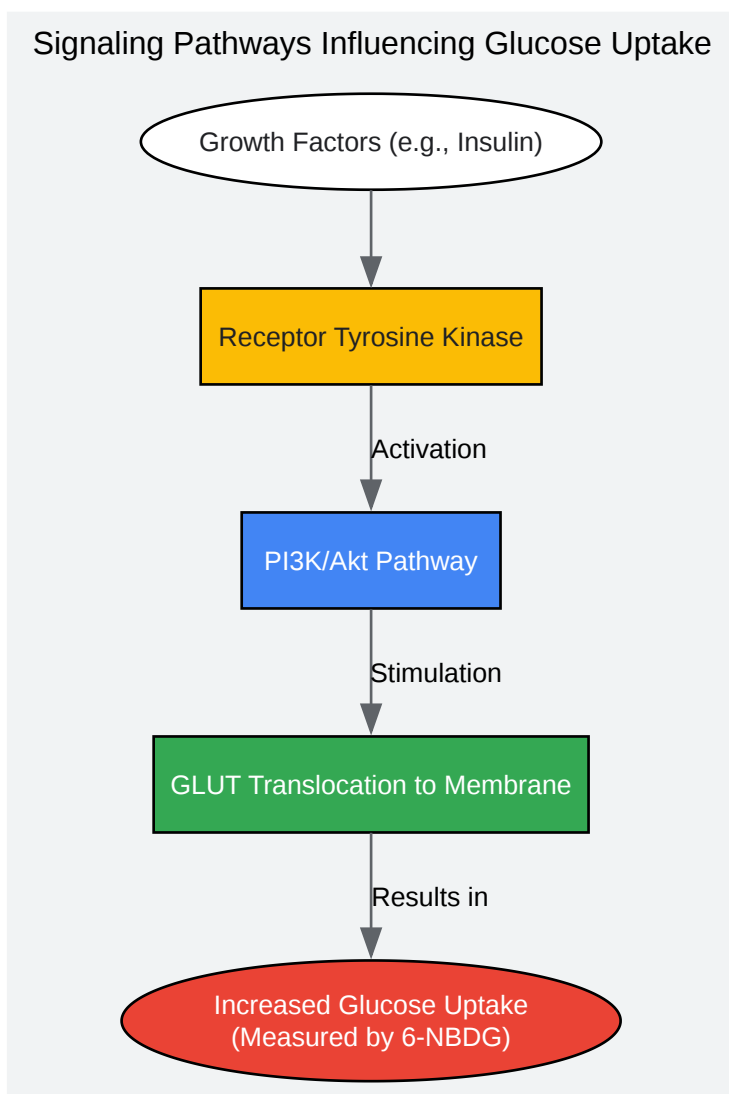 Signaling Pathways Influencing Glucose Uptake
Growth Factors (e.g., Insulin)
Receptor Tyrosine Kinase
Activation
PI3K/Akt Pathway
Stimulation
GLUT Translocation to Membrane
Results in
Increased Glucose Uptake
(Measured by 6-NBDG)